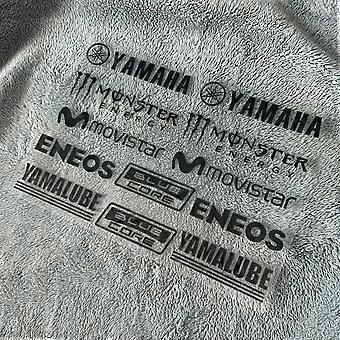 YAMAHA YAMAHA
MONSTER ENERGY MONSTER ENERGY
movistar movistar
ENEOS BLUE CORE ENEOS
YAMALUBE BLUE CORE YAMALUBE